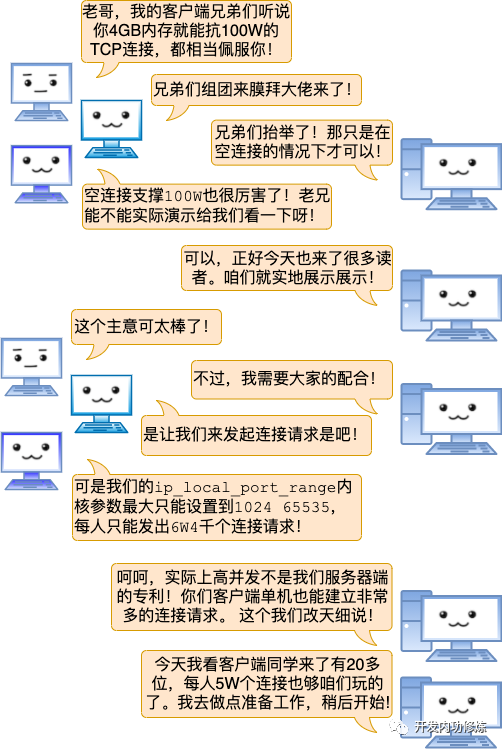 老哥，我的客户端兄弟们听说
你4GB内存就能抗100W的
TCP连接，都相当佩服你！
兄弟们组团来膜拜大佬来了！
兄弟们抬举了！那只是在
空连接的情况下才可以！
空连接支撑100W也很厉害了！老兄
能不能实际演示给我们看一下呀！
可以，正好今天也来了很多读
者。咱们就实地展示展示！
这个主意可太棒了！
不过，我需要大家的配合！
是让我们来发起连接请求是吧！
可是我们的ip_local_port_range内
核参数最大只能设置到1024 65535，
每人只能发出6W4千个连接请求！
呵呵，实际上高并发不是我们服务器端
的专利！你们客户端单机也能建立非常
多的连接请求。 这个我们改天细说！
今天我看客户端同学来了有20多
位，每人5W个连接也够咱们玩的
了。我去做点准备工作，稍后开始!
开发内功修炼